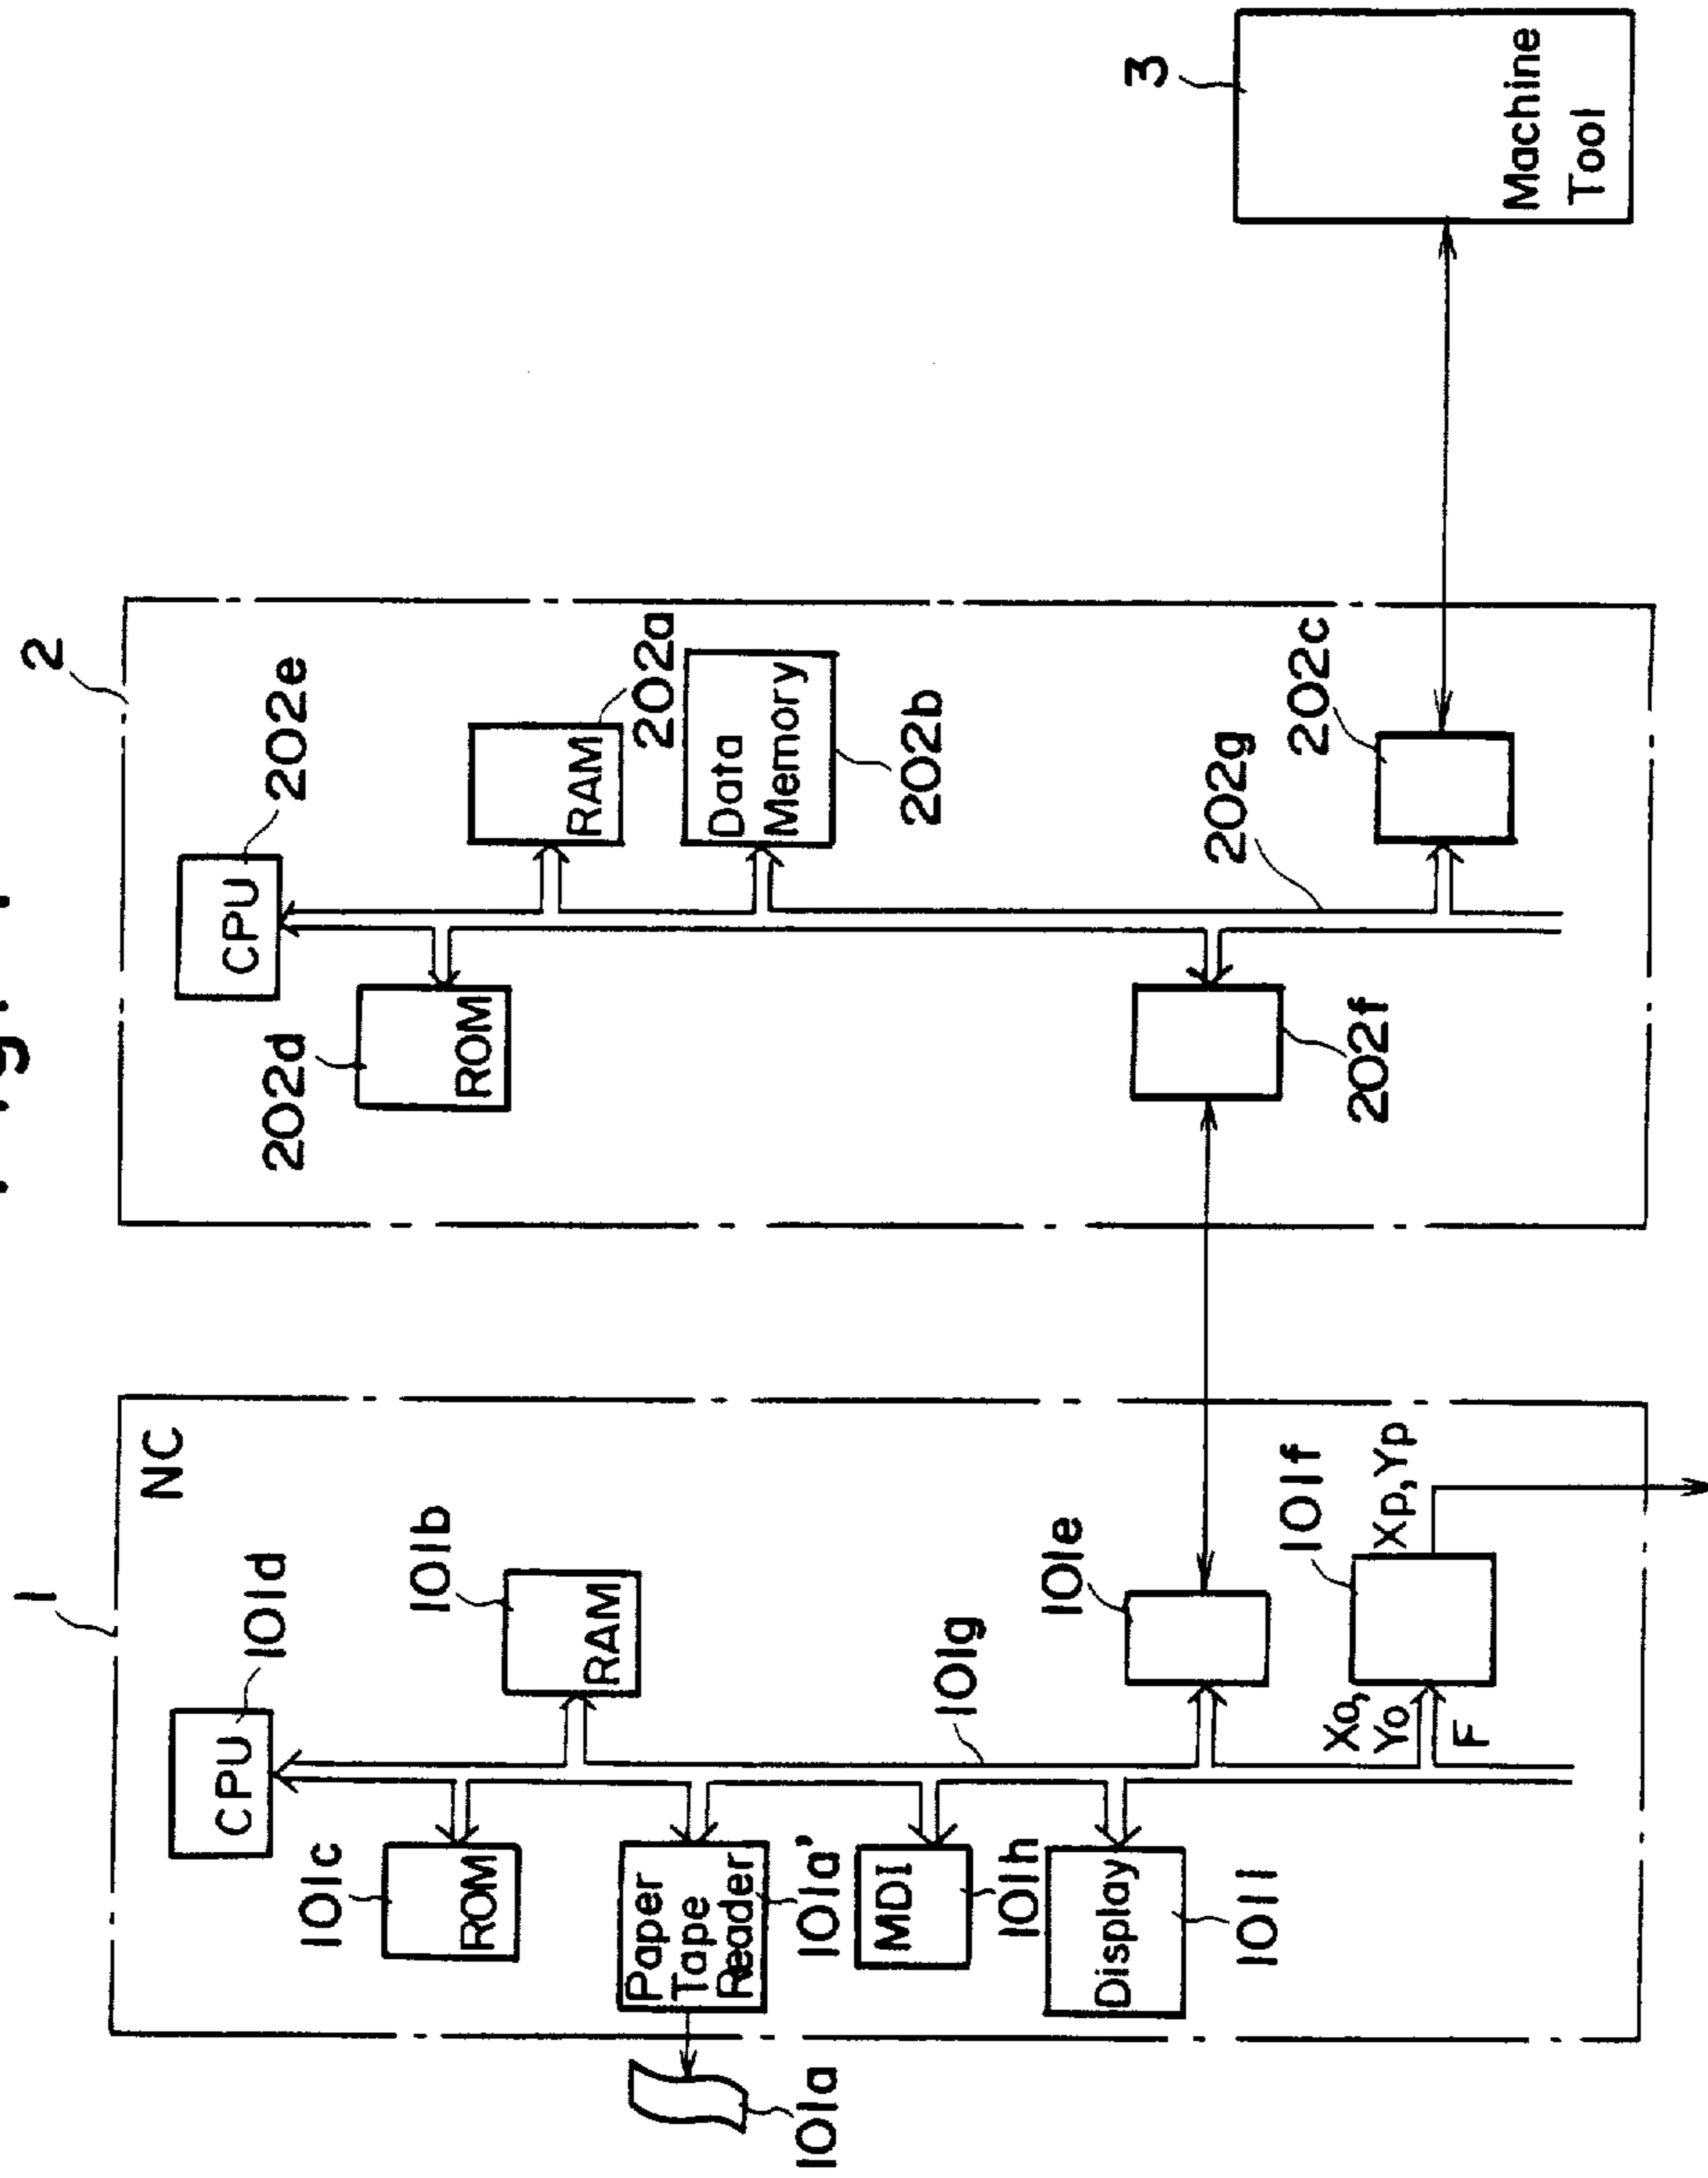 1
NC
CPU
101d
101c
ROM
101b
RAM
101a
Paper
Tape
Reader
101a'
MDI
101h
101g
Display
1011
101e
Xo,
Yo
F
101f
Xp, Yp
2
CPU
202e
202d
ROM
RAM
202a
Data
Memory
202b
202g
202f
202c
3
Machine
Tool